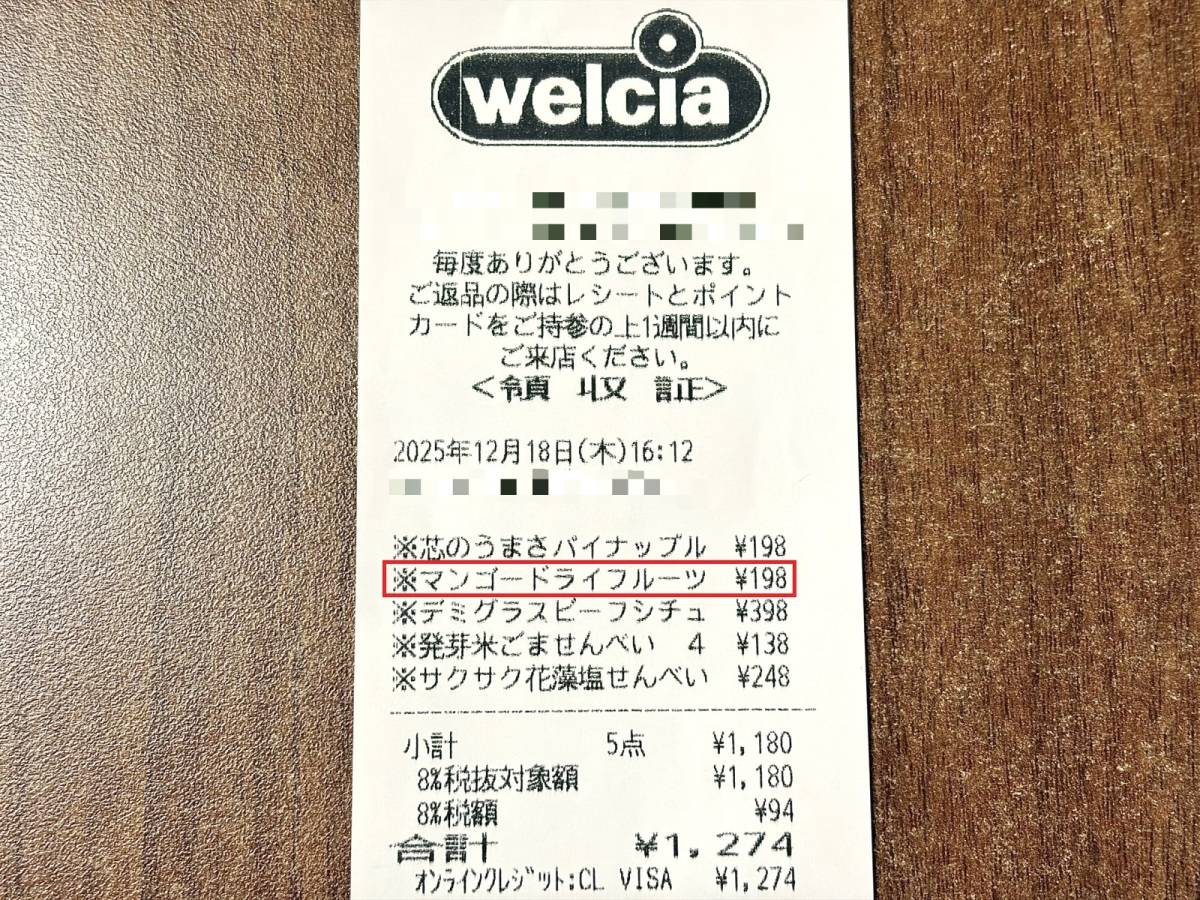 welcia
毎度ありがとうございます。
ご返品の際はレシートとポイント
カードをご持参の上1週間以内に
ご来店ください。
<領 収 証>
2025年12月18日(木)16:12
※芯のうまさパイナップル ¥198
※マンゴードライフルーツ ¥198
※デミグラスビーフシチュ ¥398
※発芽米ごませんべい 4 ¥138
※サクサク花藻塩せんべい ¥248
小計 5点 ¥1,180
8%税抜対象額 ¥1,180
8%税額 ¥94
合計 ¥1,274
オンラインクレジット:CL VISA ¥1,274